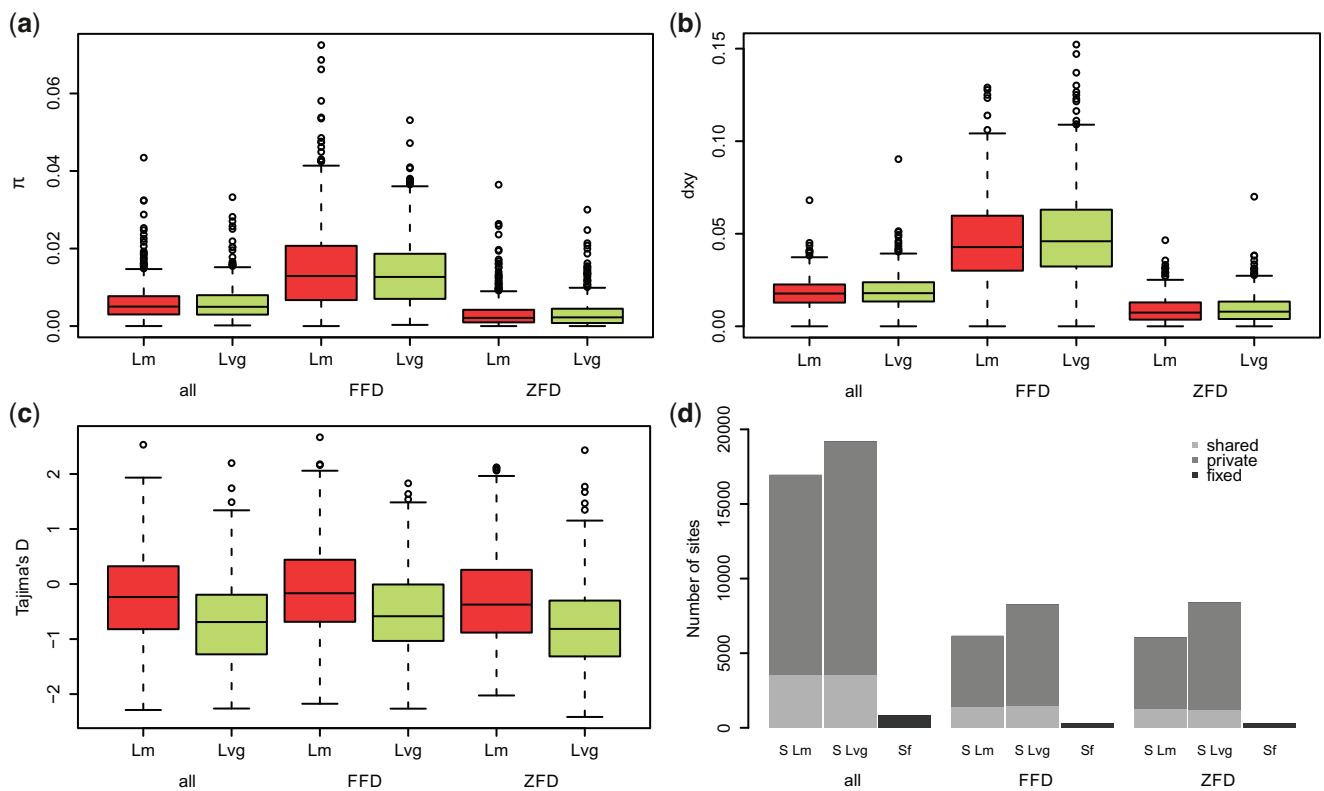 (a)
π
0.00 0.02 0.04 0.06
Lm Lvg Lm Lvg Lm Lvg
all FFD ZFD
(b)
dxy
0.00 0.05 0.10 0.15
Lm Lvg Lm Lvg Lm Lvg
all FFD ZFD
(c)
Tajima's D
−2 −1 0 1 2
Lm Lvg Lm Lvg Lm Lvg
all FFD ZFD
(d)
Number of sites
0 5000 10000 15000 20000
shared
private
fixed
S Lm S Lvg Sf S Lm S Lvg Sf S Lm S Lvg Sf
all FFD ZFD